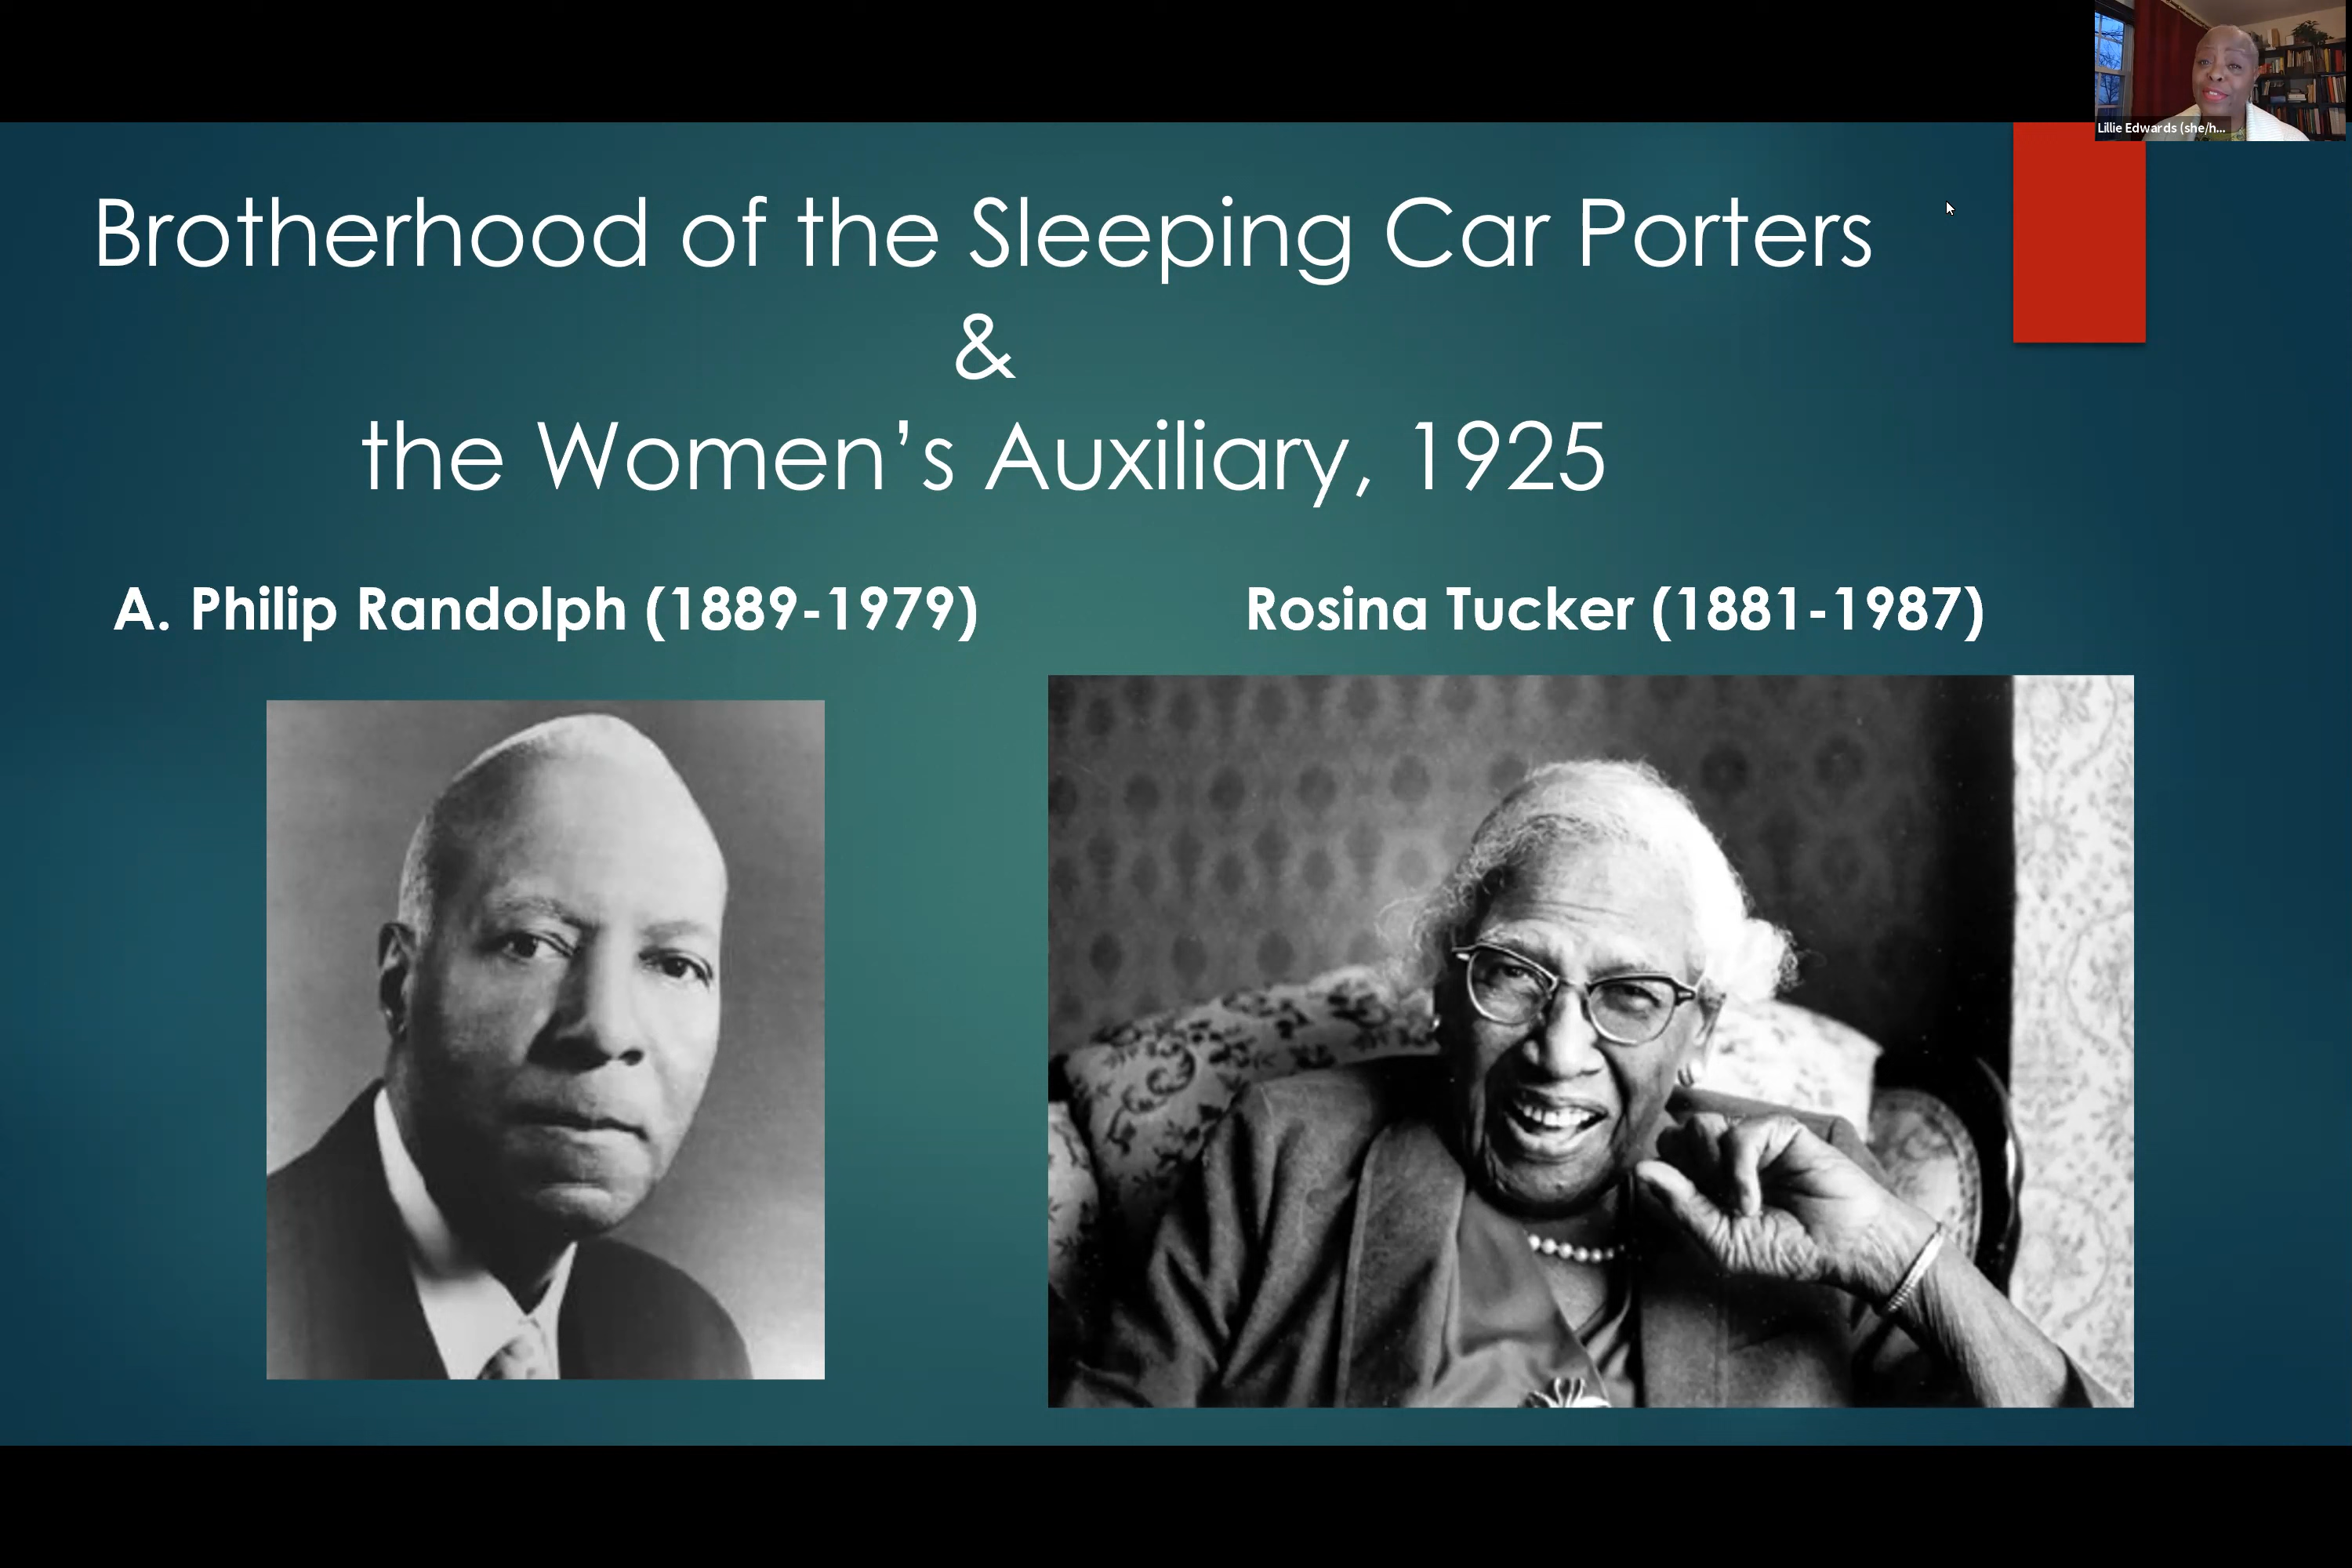 Brotherhood of the Sleeping Car Porters
&
the Women’s Auxiliary, 1925
A. Philip Randolph (1889-1979)
Rosina Tucker (1881-1987)
Lillie Edwards (she/h...